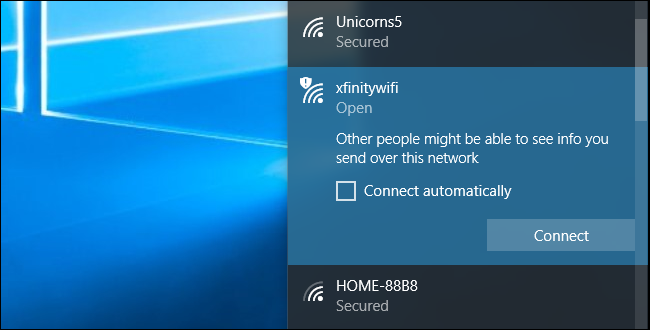 Unicorns5
Secured
xfinitywifi
Open
Other people might be able to see info you
send over this network
Connect automatically
Connect
HOME-88B8
Secured